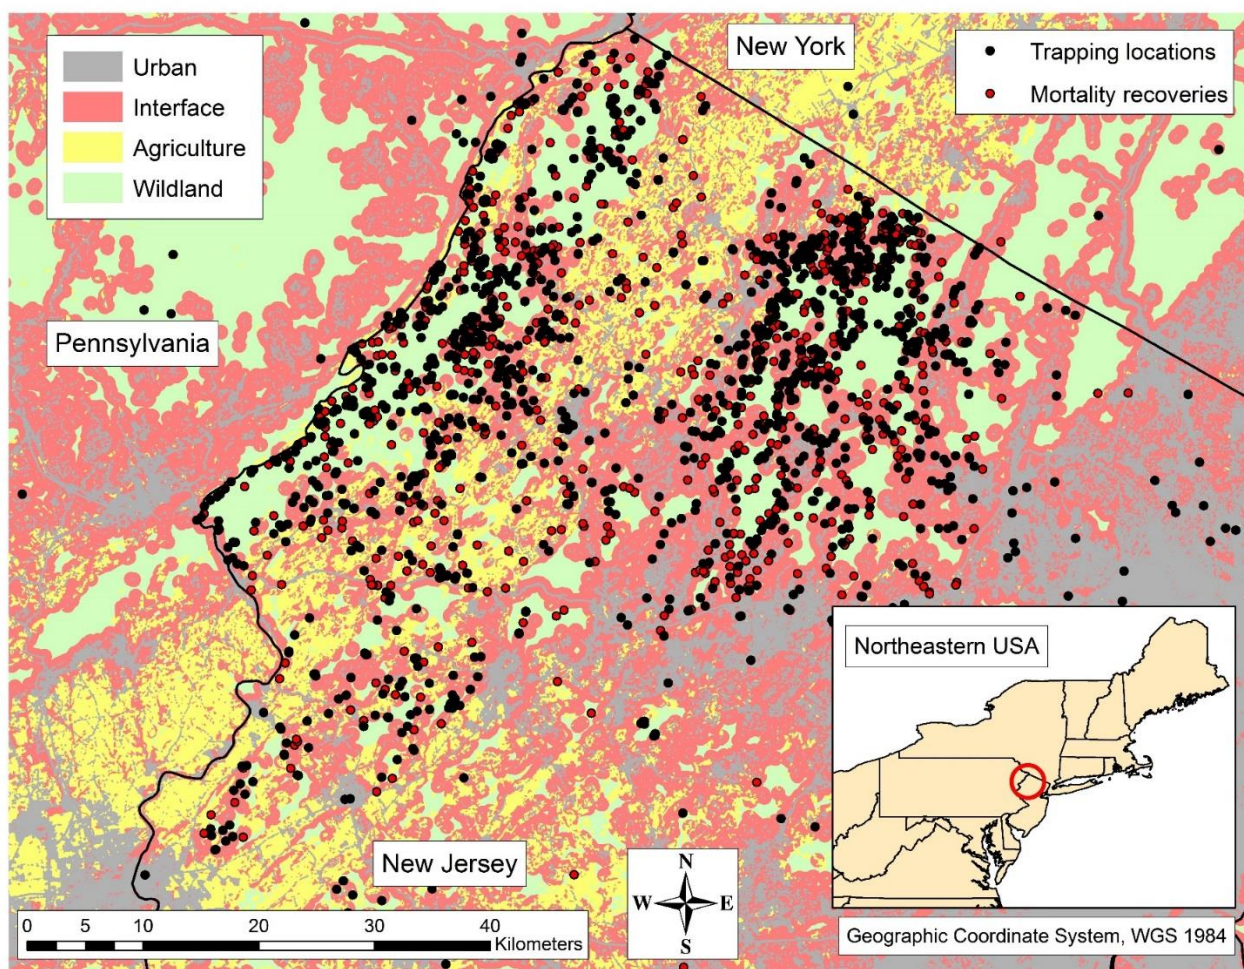 Urban
Interface
Agriculture
Wildland
New York
Trapping locations
Mortality recoveries
Pennsylvania
Northeastern USA
New Jersey
N
W E
S
0 5 10 20 30 40
Kilometers
Geographic Coordinate System, WGS 1984